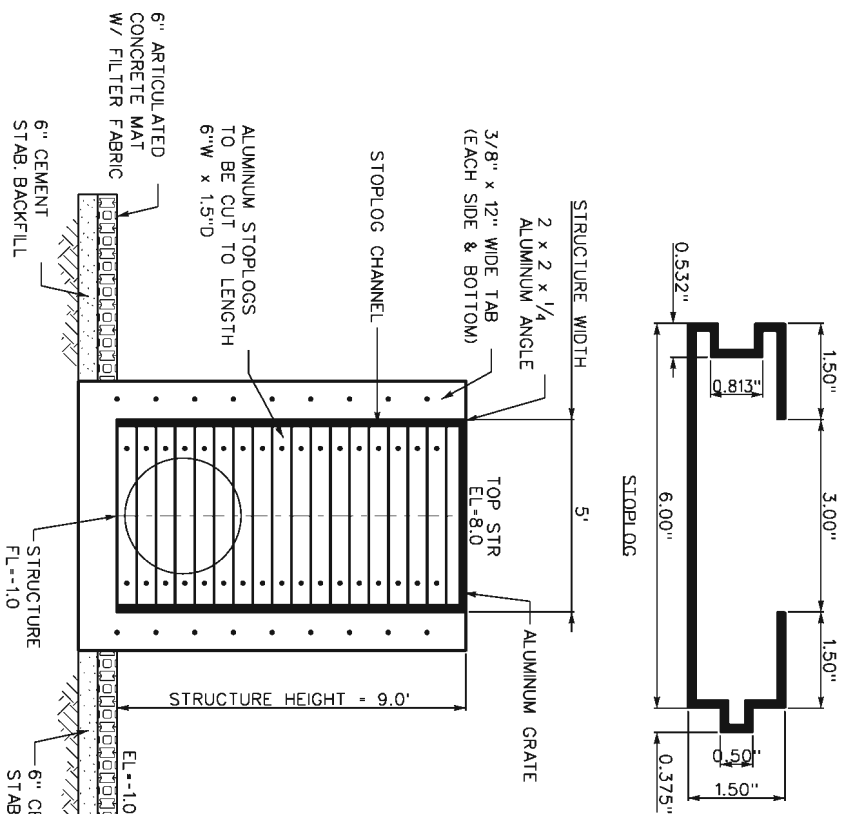 1.50"
3.00"
1.50"
0.813"
0.532"
6.00"
0.50"
1.50"
0.375"
STOPLOG
STRUCTURE WIDTH
5'
2 x 2 x 1/4
ALUMINUM ANGLE
3/8" x 12" WIDE TAB
(EACH SIDE & BOTTOM)
STOPLOG CHANNEL
ALUMINUM STOPLOGS
TO BE CUT TO LENGTH
6"W x 1.5"D
6" ARTICULATED
CONCRETE MAT
W/ FILTER FABRIC
6" CEMENT
STAB. BACKFILL
TOP STR
EL=8.0
ALUMINUM GRATE
STRUCTURE HEIGHT = 9.0'
STRUCTURE
FL=-1.0
EL=-1.0
6" CE
STAB